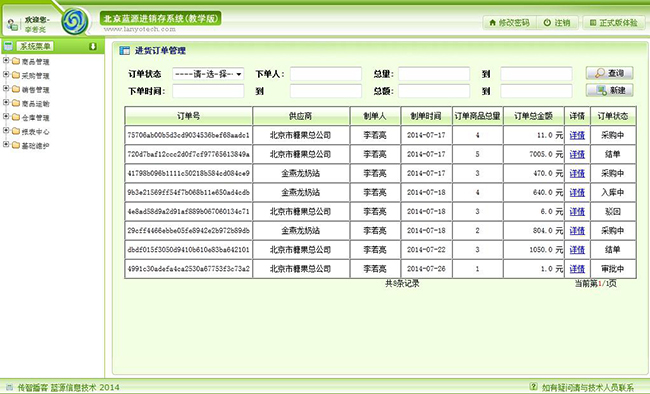 欢迎您-
李若亮
北京蓝源进销存系统(教学版)
www.lanyotech.com
修改密码 注销 正式版体验
系统菜单
商品管理
采购管理
销售管理
商品运输
仓库管理
报表中心
基础维护
进货订单管理
订单状态 ----请-选-择-- 下单人: 总量: 到 查询
下单时间: 到 总额: 到 新建
订单号 供应商 制单人 制单时间 订单商品总量 订单总金额 详情 订单状态
75706ab00b5d3cd9034536bef68aadc1 北京市糖果总公司 李若亮 2014-07-17 4 11.0 元 详情 采购中
720d7baf12ccc2d0f7cf97765613849a 北京市糖果总公司 李若亮 2014-07-17 5 7005.0 元 详情 结单
41798b096b1111c50218b584cd084ce9 金燕龙奶站 李若亮 2014-07-17 3 470.0 元 详情 采购中
9b3e21569ff54f7b068b11e650ad4cdb 金燕龙奶站 李若亮 2014-07-18 4 640.0 元 详情 入库中
4e8ad58d9a2d91af889b067060134c71 北京市糖果总公司 李若亮 2014-07-18 3 6.0 元 详情 驳回
29cff4466ebbe05fe8942e2b972b89db 金燕龙奶站 李若亮 2014-07-18 2 804.0 元 详情 采购中
dbdf015f3050d9410b610e83ba642101 北京市糖果总公司 李若亮 2014-07-22 3 1050.0 元 详情 结单
4991c30adefa4ca2530a67753f3c73a2 北京市糖果总公司 李若亮 2014-07-26 1 1.0 元 详情 审批中
共8条记录 当前第1/1页
传智播客 蓝源信息技术 2014 如有疑问请与技术人员联系